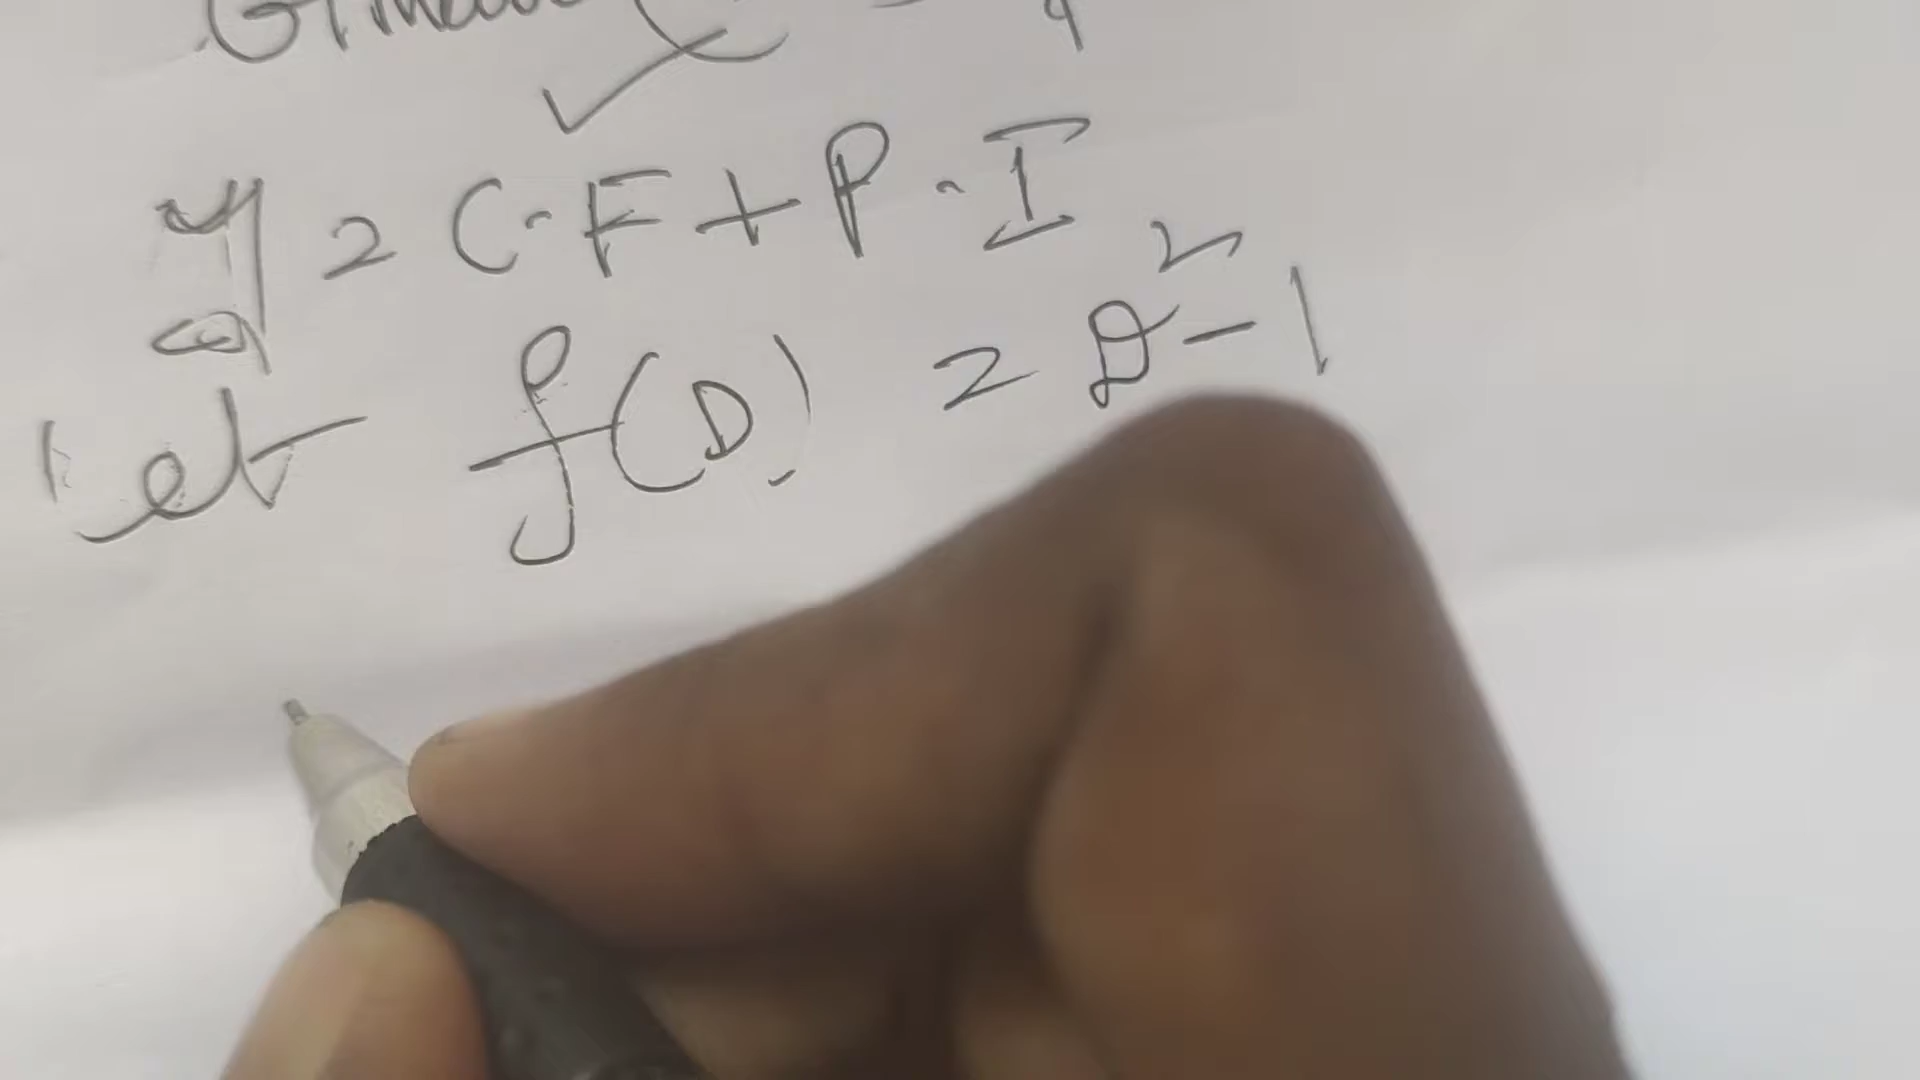 y = C.F + P.I
Let f(D) = D² - 1